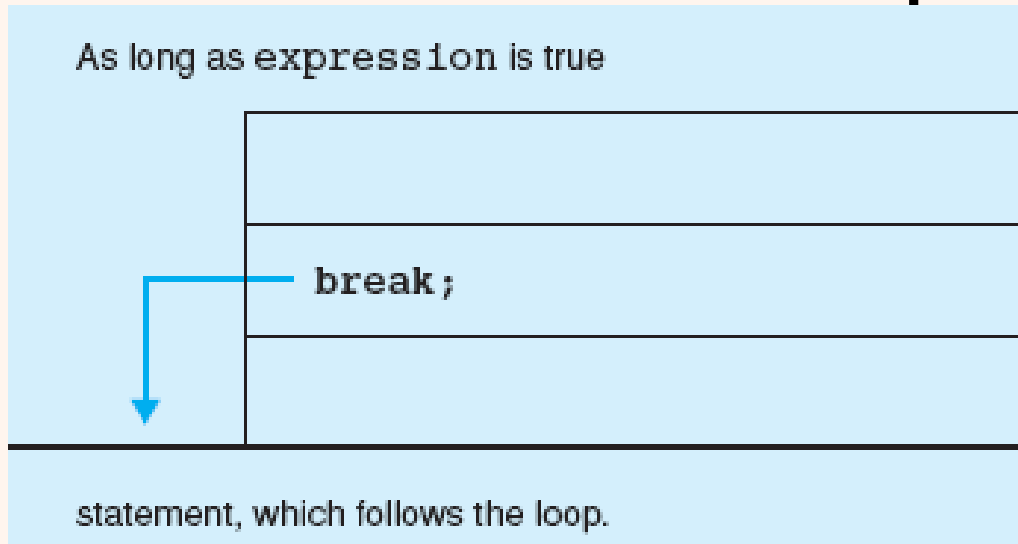 As long as expression is true
break;
statement, which follows the loop.